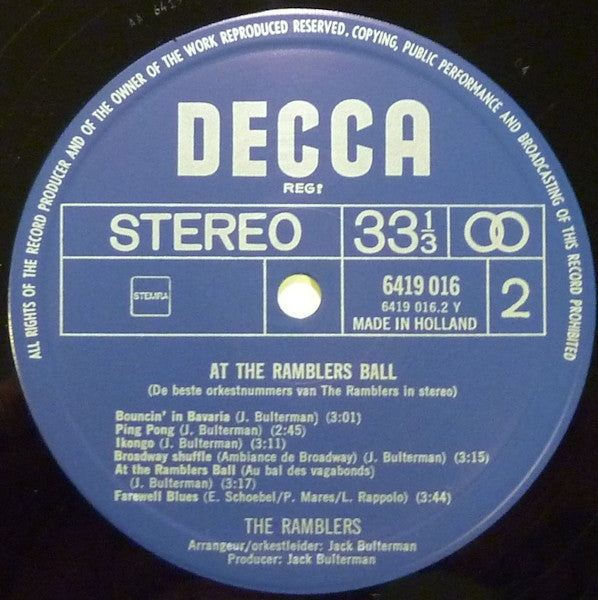 ALL RIGHTS OF THE RECORD PRODUCER AND OF THE OWNER OF THE WORK REPRODUCED RESERVED. COPYING, PUBLIC PERFORMANCE AND BROADCASTING OF THIS RECORD PROHIBITED
DECCA
REGḌ
STEREO 33⅓
STEMRA
6419 016
6419 016.2 Y
MADE IN HOLLAND
2
AT THE RAMBLERS BALL
(De beste orkestnummers van The Ramblers in stereo)
Bouncin' in Bavaria (J. Bulterman) (3:01)
Ping Pong (J. Bulterman) (2:45)
Ikongo (J. Bulterman) (3:11)
Broadway shuffle (Ambiance de Broadway) (J. Bulterman) (3:15)
At the Ramblers Ball (Au bal des vagabonds)
(J. Bulterman) (3:17)
Farewell Blues (E. Schoebel/P. Mares/L. Rappolo) (3:44)
THE RAMBLERS
Arrangeur/orkestleider: Jack Bulterman
Producer: Jack Bulterman